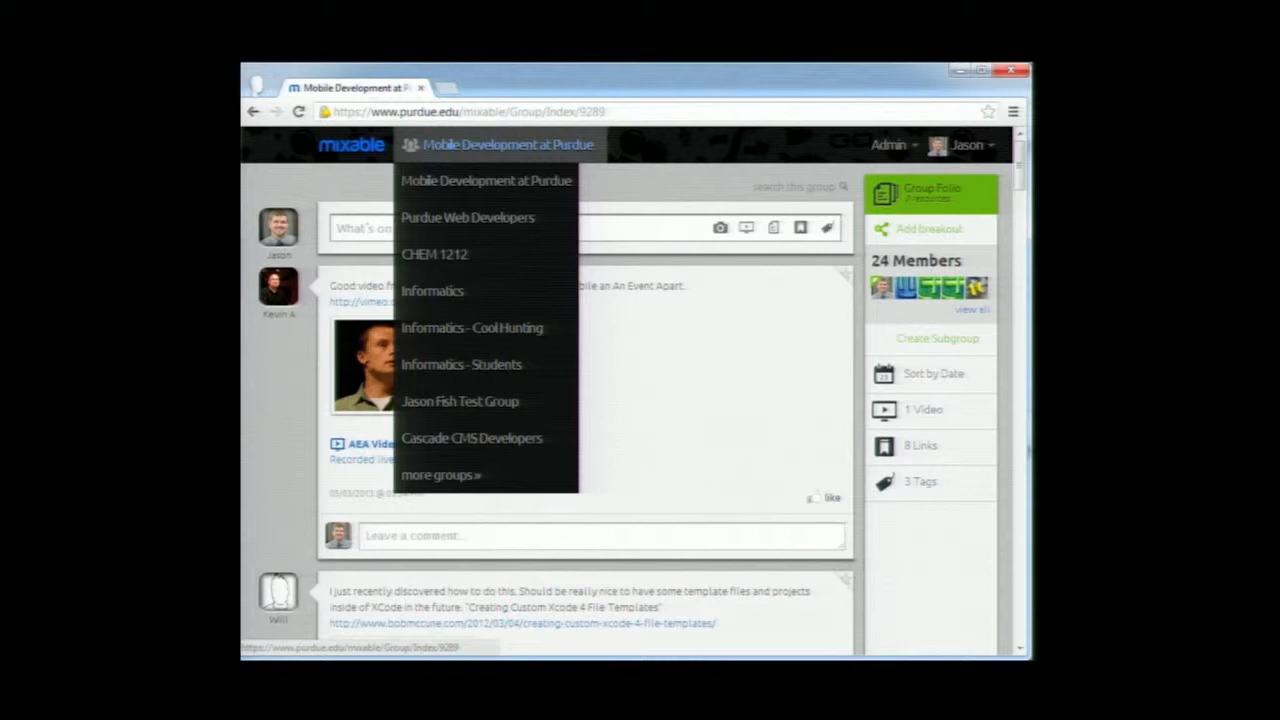 Mobile Development at P
https://www.purdue.edu/mixable/Group/Index/9289
mixable
Mobile Development at Purdue
Admin
Jason
Mobile Development at Purdue
Purdue Web Developers
CHEM 1212
Informatics
Informatics - Cool Hunting
Informatics - Students
Jason Fish Test Group
Cascade CMS Developers
more groups »
search this group
What's on
Jason
Kevin A
Good video fr
bile an An Event Apart.
http://vimeo.
AEA Vide
Recorded live
05/03/2013 @
like
Leave a comment...
Will
I just recently discovered how to do this. Should be really nice to have some template files and projects
inside of XCode in the future. "Creating Custom Xcode 4 File Templates"
http://www.bobmccune.com/2012/03/04/creating-custom-xcode-4-file-templates/
Group Folio
resources
Add breakout
24 Members
view all
Create Subgroup
Sort by Date
1 Video
8 Links
3 Tags
https://www.purdue.edu/mixable/Group/Index/9289